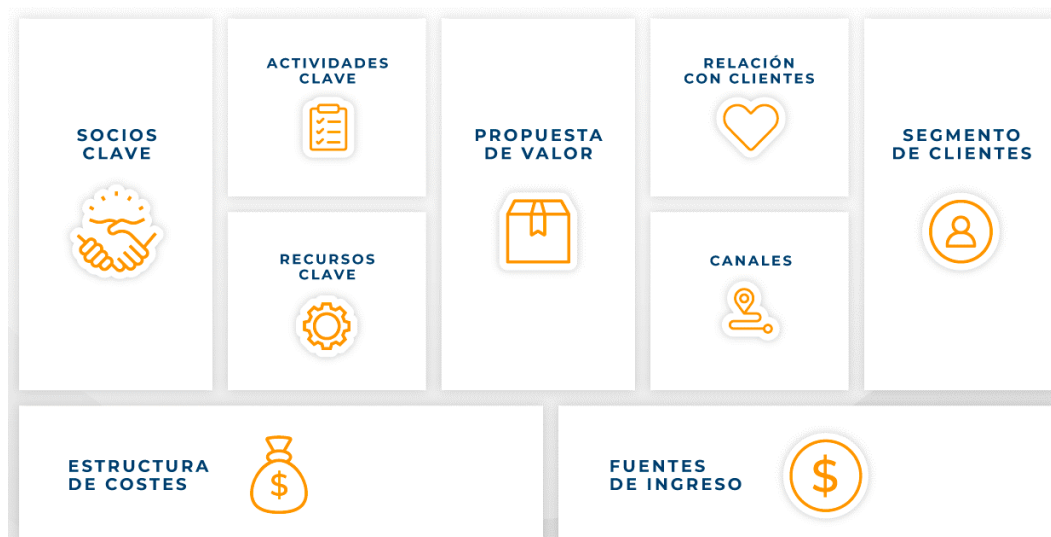 SOCIOS
CLAVE
ACTIVIDADES
CLAVE
RECURSOS
CLAVE
PROPUESTA
DE VALOR
RELACIÓN
CON CLIENTES
CANALES
SEGMENTO
DE CLIENTES
ESTRUCTURA
DE COSTES
$
FUENTES
DE INGRESO
$